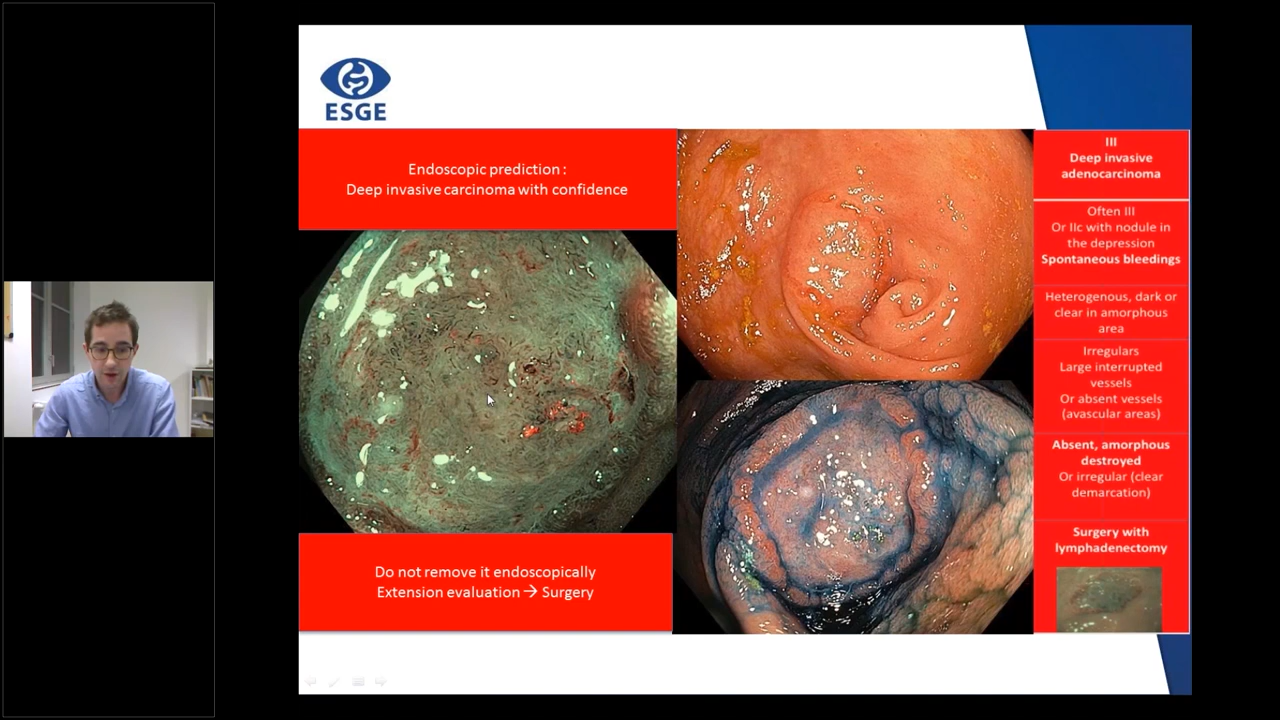 ESGE
Endoscopic prediction :
Deep invasive carcinoma with confidence
Do not remove it endoscopically
Extension evaluation → Surgery
III
Deep invasive
adenocarcinoma
Often III
Or IIc with nodule in
the depression
Spontaneous bleedings
Heterogenous, dark or
clear in amorphous
area
Irregulars
Large interrupted
vessels
Or absent vessels
(avascular areas)
Absent, amorphous
destroyed
Or irregular (clear
demarcation)
Surgery with
lymphadenectomy